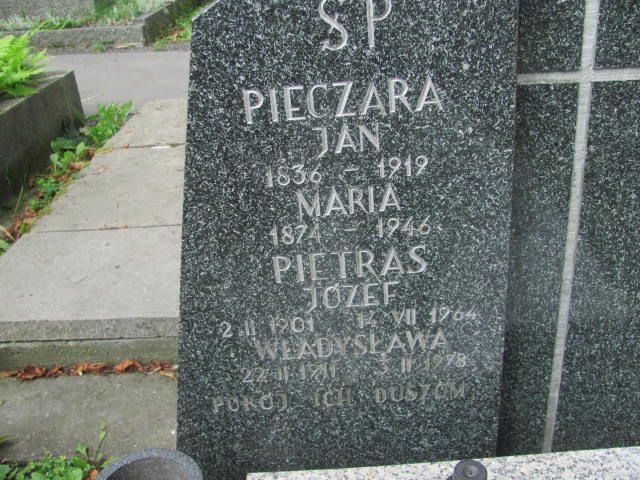 ŚP
PIECZARA
JAN
1836 - 1919
MARIA
1874 - 1946
PIETRAS
JÓZEF
2 II 1901 14 VII 1964
WŁADYSŁAWA
22 II 1911 3 II 1978
POKÓJ ICH DUSZOM